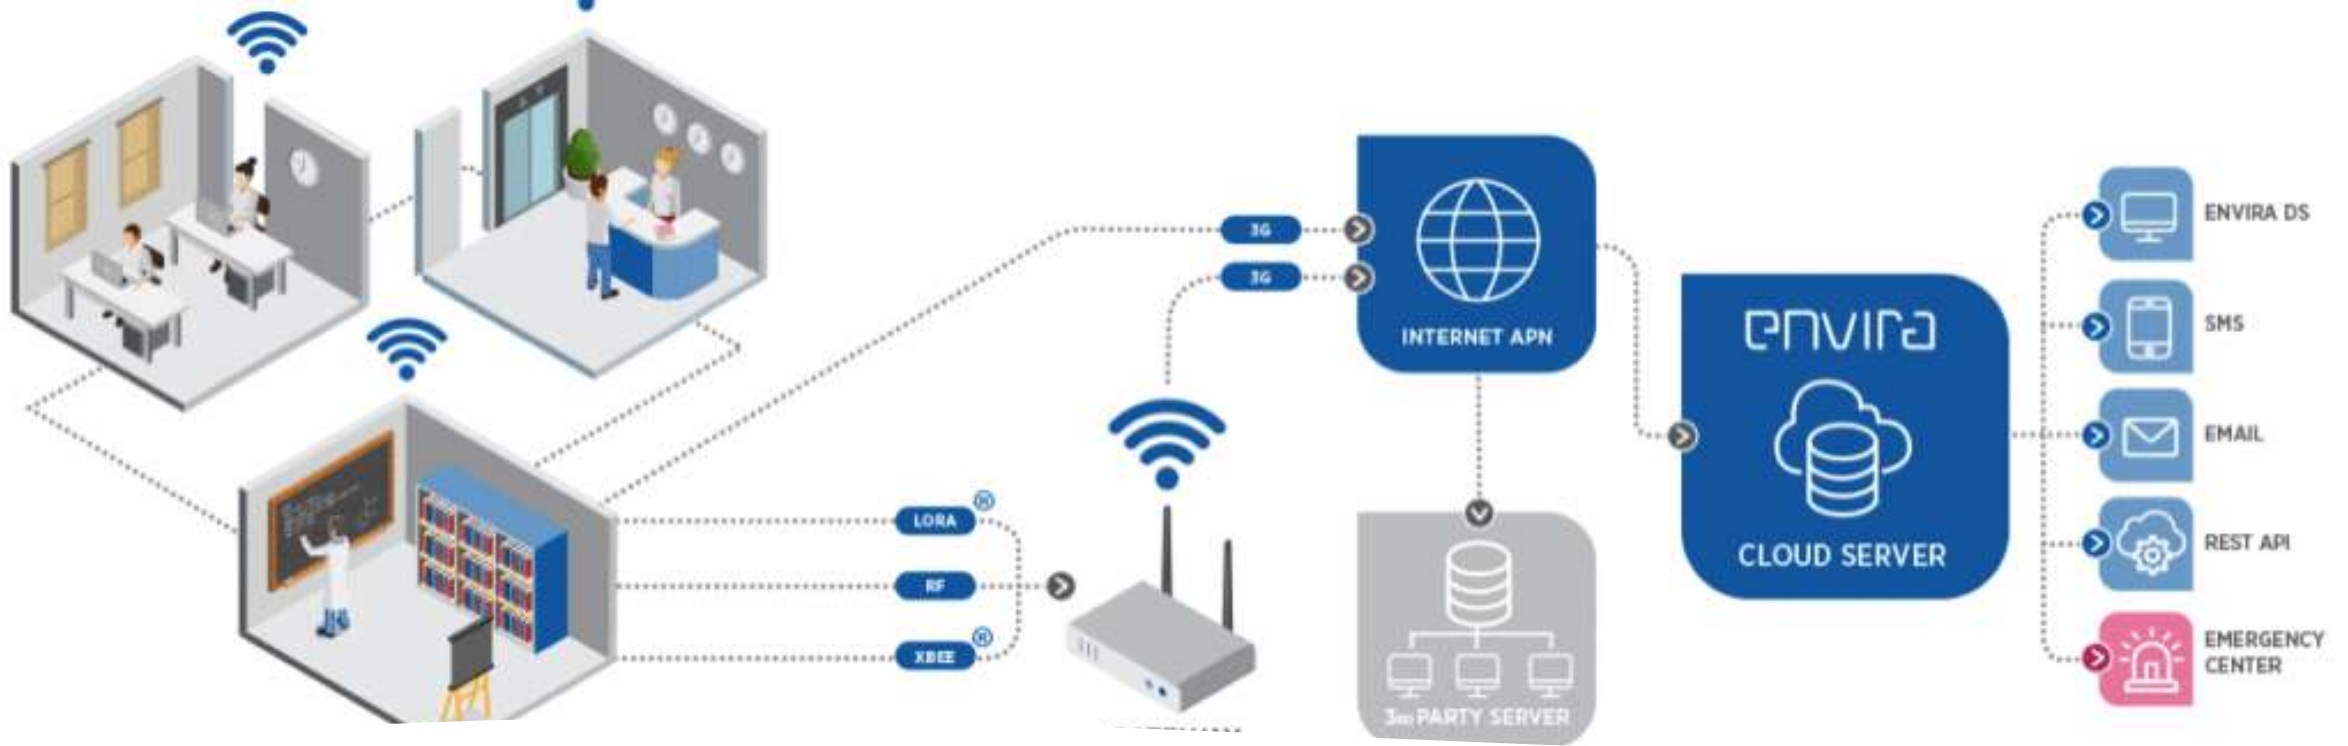 3G
3G
INTERNET APN
LORA
®
RF
XBEE
®
3RD PARTY SERVER
envira
CLOUD SERVER
ENVIRA DS
SMS
EMAIL
REST API
EMERGENCY
CENTER